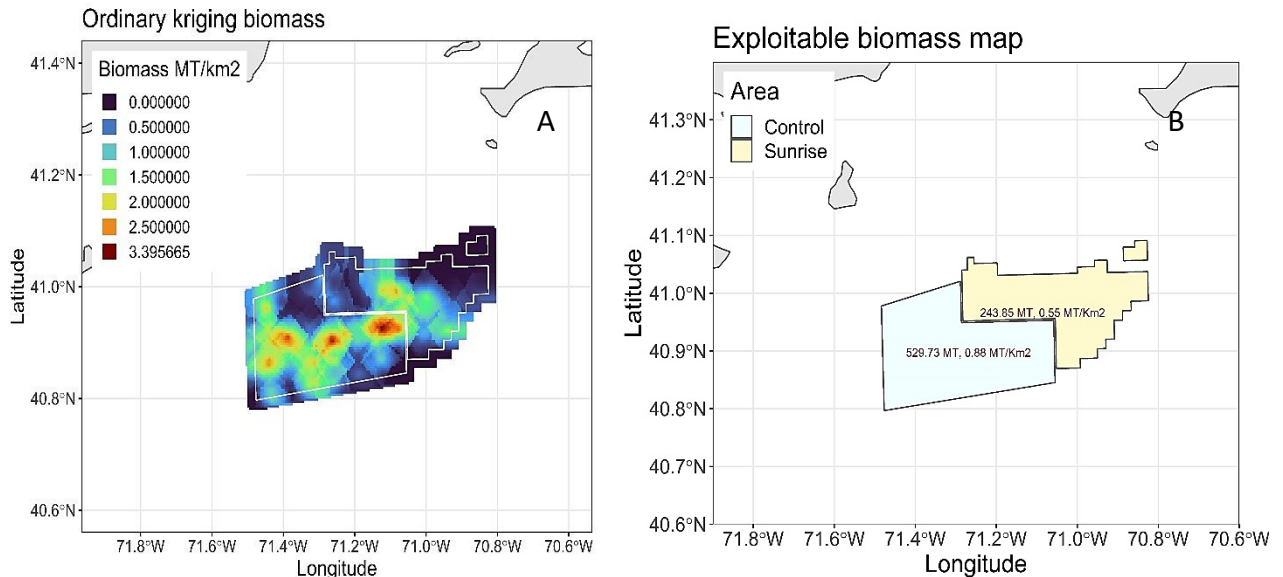 Ordinary kriging biomass
Biomass MT/km2
0.000000
0.500000
1.000000
1.500000
2.000000
2.500000
3.395665
A
41.4°N
41.2°N
41.0°N
40.8°N
40.6°N
Latitude
71.8°W 71.6°W 71.4°W 71.2°W 71.0°W 70.8°W 70.6°W
Longitude
Exploitable biomass map
Area
Control
Sunrise
B
41.3°N
41.2°N
41.1°N
41.0°N
40.9°N
40.8°N
40.7°N
40.6°N
Latitude
243.85 MT, 0.55 MT/Km2
529.73 MT, 0.88 MT/Km2
71.8°W 71.6°W 71.4°W 71.2°W 71.0°W 70.8°W 70.6°W
Longitude